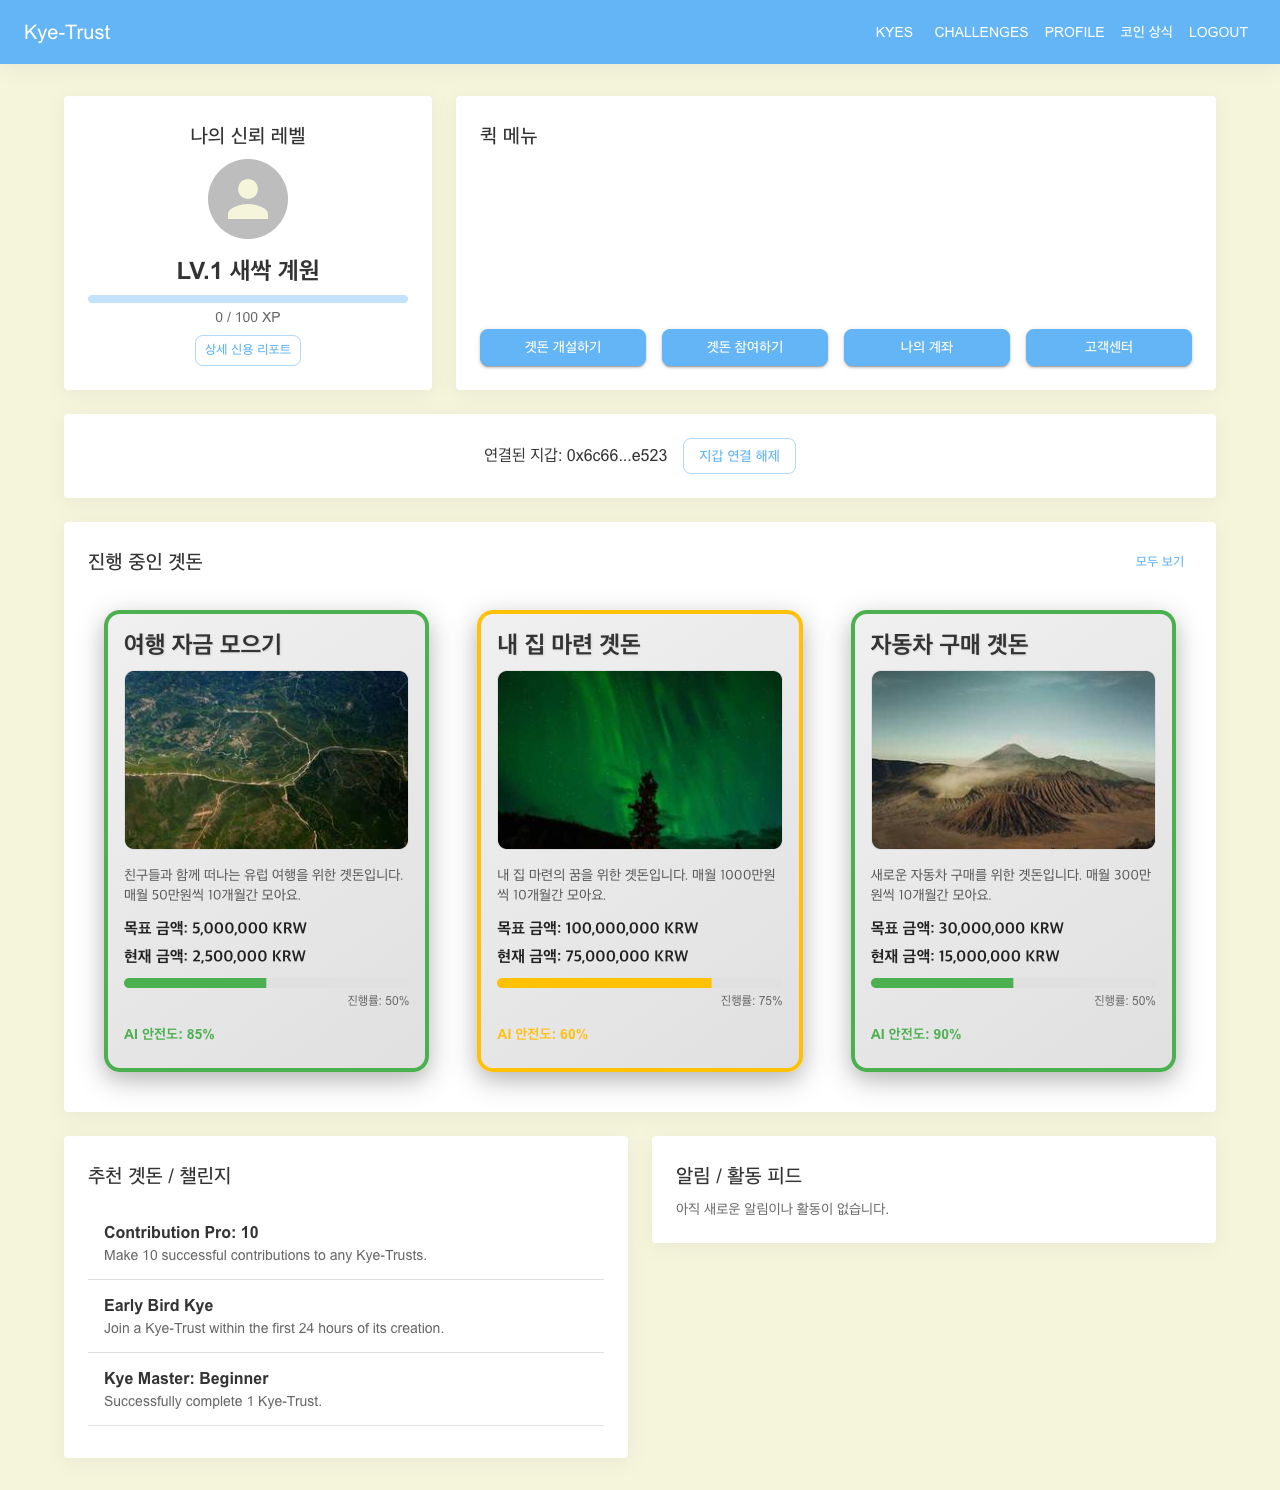 Kye-Trust
KYES CHALLENGES PROFILE 코인 상식 LOGOUT
나의 신뢰 레벨
LV.1 새싹 계원
0 / 100 XP
상세 신용 리포트
퀵 메뉴
곗돈 개설하기
곗돈 참여하기
나의 계좌
고객센터
연결된 지갑: 0x6c66...e523
지갑 연결 해제
진행 중인 곗돈
모두 보기
여행 자금 모으기
친구들과 함께 떠나는 유럽 여행을 위한 곗돈입니다.
매월 50만원씩 10개월간 모아요.
목표 금액: 5,000,000 KRW
현재 금액: 2,500,000 KRW
진행률: 50%
AI 안전도: 85%
내 집 마련 곗돈
내 집 마련의 꿈을 위한 곗돈입니다. 매월 1000만원
씩 10개월간 모아요.
목표 금액: 100,000,000 KRW
현재 금액: 75,000,000 KRW
진행률: 75%
AI 안전도: 60%
자동차 구매 곗돈
새로운 자동차 구매를 위한 곗돈입니다. 매월 300만
원씩 10개월간 모아요.
목표 금액: 30,000,000 KRW
현재 금액: 15,000,000 KRW
진행률: 50%
AI 안전도: 90%
추천 곗돈 / 챌린지
Contribution Pro: 10
Make 10 successful contributions to any Kye-Trusts.
Early Bird Kye
Join a Kye-Trust within the first 24 hours of its creation.
Kye Master: Beginner
Successfully complete 1 Kye-Trust.
알림 / 활동 피드
아직 새로운 알림이나 활동이 없습니다.